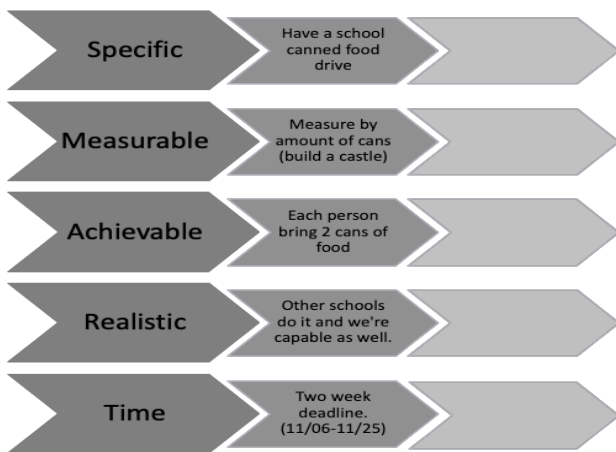 Specific
Have a school
canned food
drive
Measurable
Measure by
amount of cans
(build a castle)
Achievable
Each person
bring 2 cans of
food
Realistic
Other schools
do it and we're
capable as well.
Time
Two week
deadline.
(11/06-11/25)